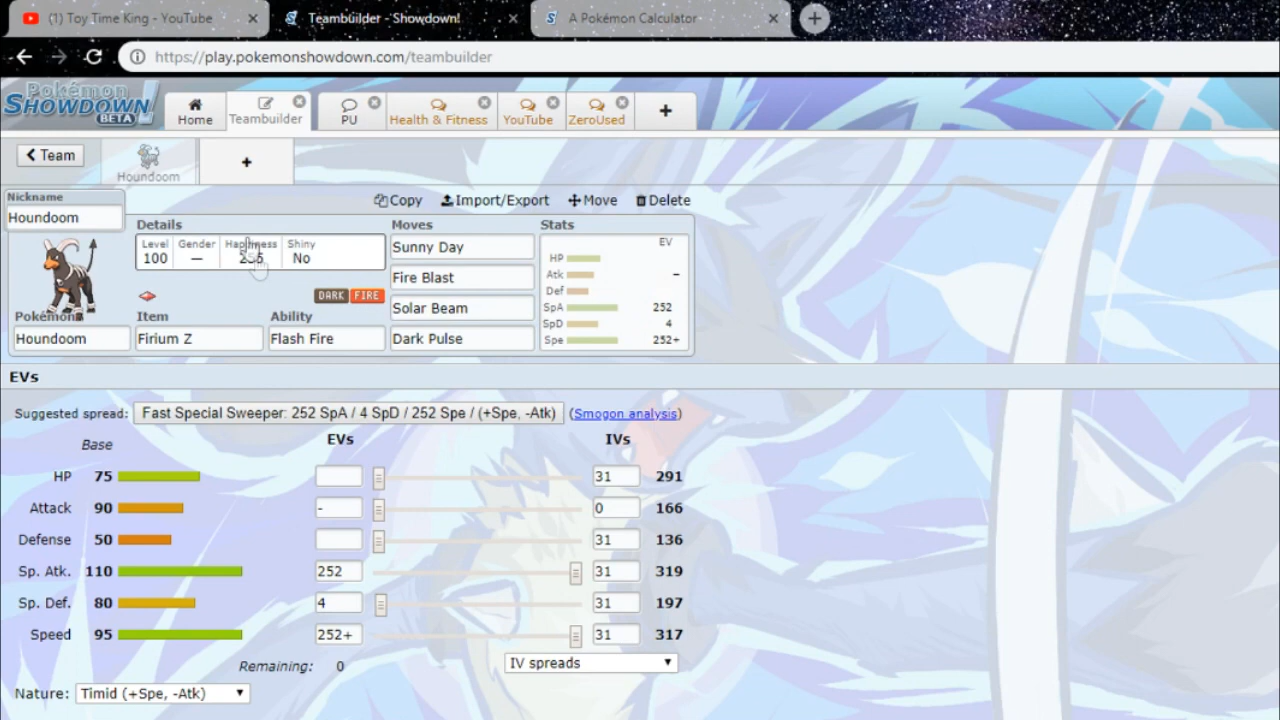 (1) Toy Time King - YouTube
Teambuilder - Showdown!
A Pokémon Calculator
https://play.pokemonshowdown.com/teambuilder
Pokémon
SHOWDOWN!
BETA
Home
Teambuilder
PU
Health & Fitness
YouTube
ZeroUsed
Team
Houndoom
Nickname
Houndoom
Copy
Import/Export
Move
Delete
Details
Moves
Stats
Level Gender Happiness Shiny
100 — 255 No
DARK FIRE
Pokémon Item Ability
Houndoom Firium Z Flash Fire
Sunny Day
Fire Blast
Solar Beam
Dark Pulse
EV
HP
Atk –
Def
SpA 252
SpD 4
Spe 252+
EVs
Suggested spread: Fast Special Sweeper: 252 SpA / 4 SpD / 252 Spe / (+Spe, -Atk) (Smogon analysis)
Base EVs IVs
HP 75 31 291
Attack 90 - 0 166
Defense 50 31 136
Sp. Atk. 110 252 31 319
Sp. Def. 80 4 31 197
Speed 95 252+ 31 317
Remaining: 0 IV spreads
Nature: Timid (+Spe, -Atk)